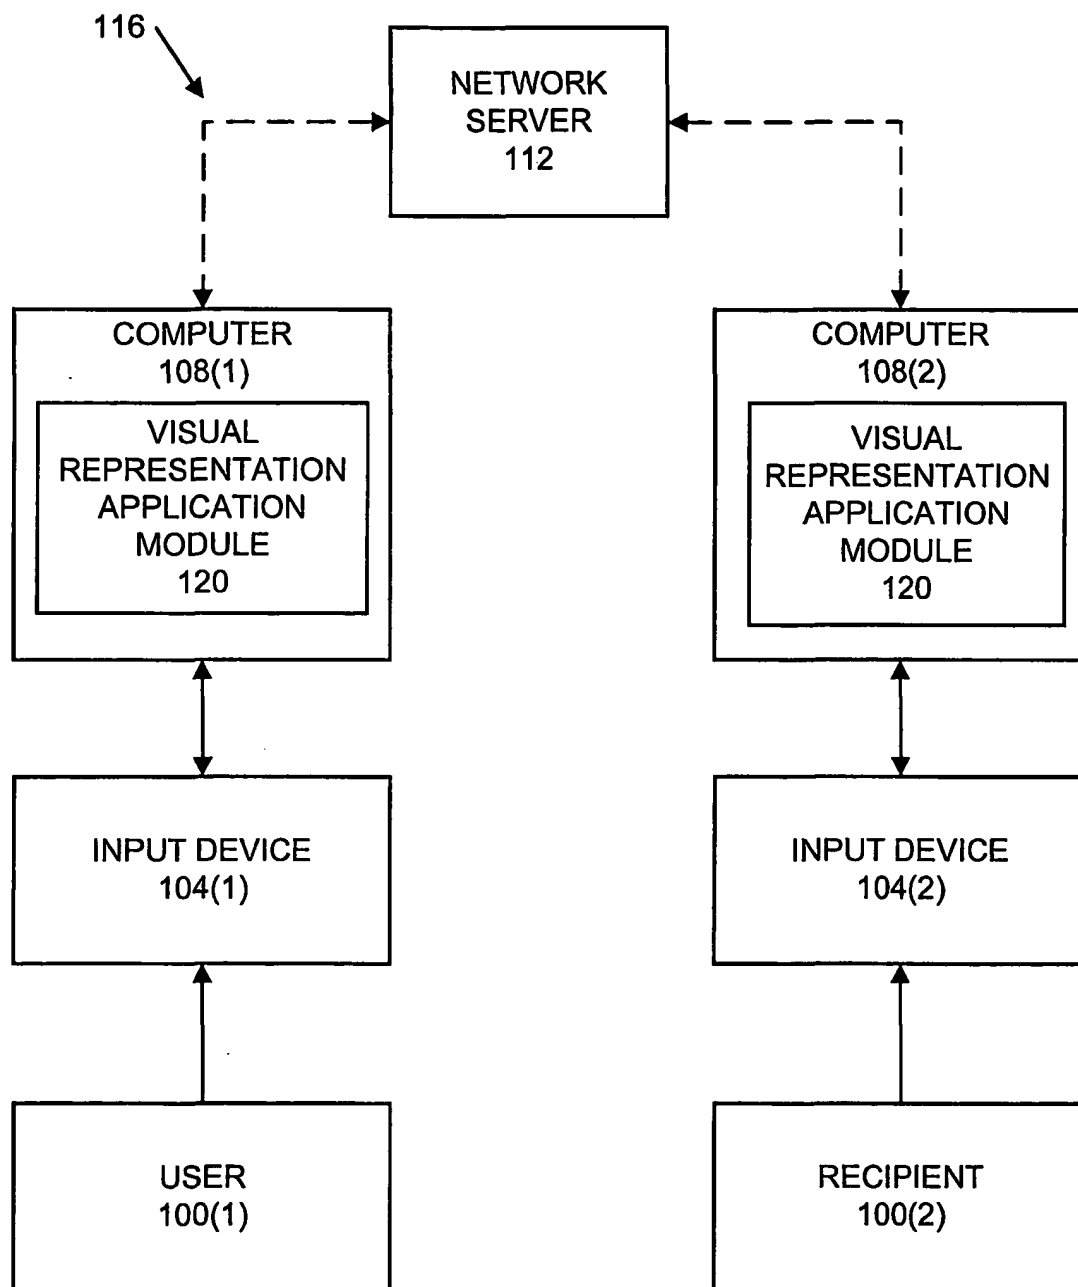 116
NETWORK
SERVER
112
COMPUTER
108(1)
VISUAL
REPRESENTATION
APPLICATION
MODULE
120
COMPUTER
108(2)
VISUAL
REPRESENTATION
APPLICATION
MODULE
120
INPUT DEVICE
104(1)
INPUT DEVICE
104(2)
USER
100(1)
RECIPIENT
100(2)